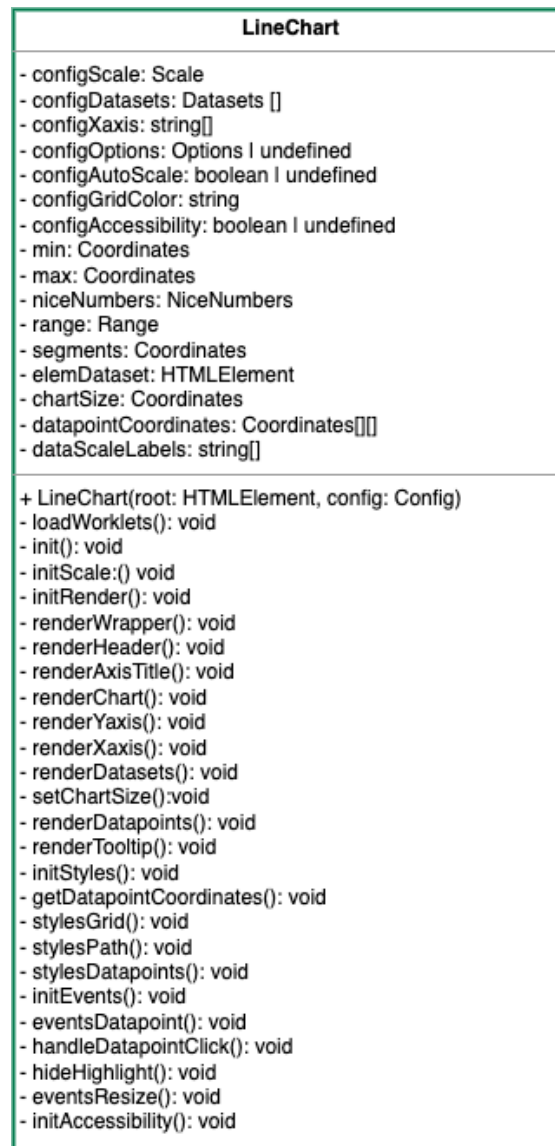 LineChart
- configScale: Scale
- configDatasets: Datasets []
- configXaxis: string[]
- configOptions: Options | undefined
- configAutoScale: boolean | undefined
- configGridColor: string
- configAccessibility: boolean | undefined
- min: Coordinates
- max: Coordinates
- niceNumbers: NiceNumbers
- range: Range
- segments: Coordinates
- elemDataset: HTMLElement
- chartSize: Coordinates
- datapointCoordinates: Coordinates[][]
- dataScaleLabels: string[]
+ LineChart(root: HTMLElement, config: Config)
- loadWorklets(): void
- init(): void
- initScale:() void
- initRender(): void
- renderWrapper(): void
- renderHeader(): void
- renderAxisTitle(): void
- renderChart(): void
- renderYaxis(): void
- renderXaxis(): void
- renderDatasets(): void
- setChartSize():void
- renderDatapoints(): void
- renderTooltip(): void
- initStyles(): void
- getDatapointCoordinates(): void
- stylesGrid(): void
- stylesPath(): void
- stylesDatapoints(): void
- initEvents(): void
- eventsDatapoint(): void
- handleDatapointClick(): void
- hideHighlight(): void
- eventsResize(): void
- initAccessibility(): void